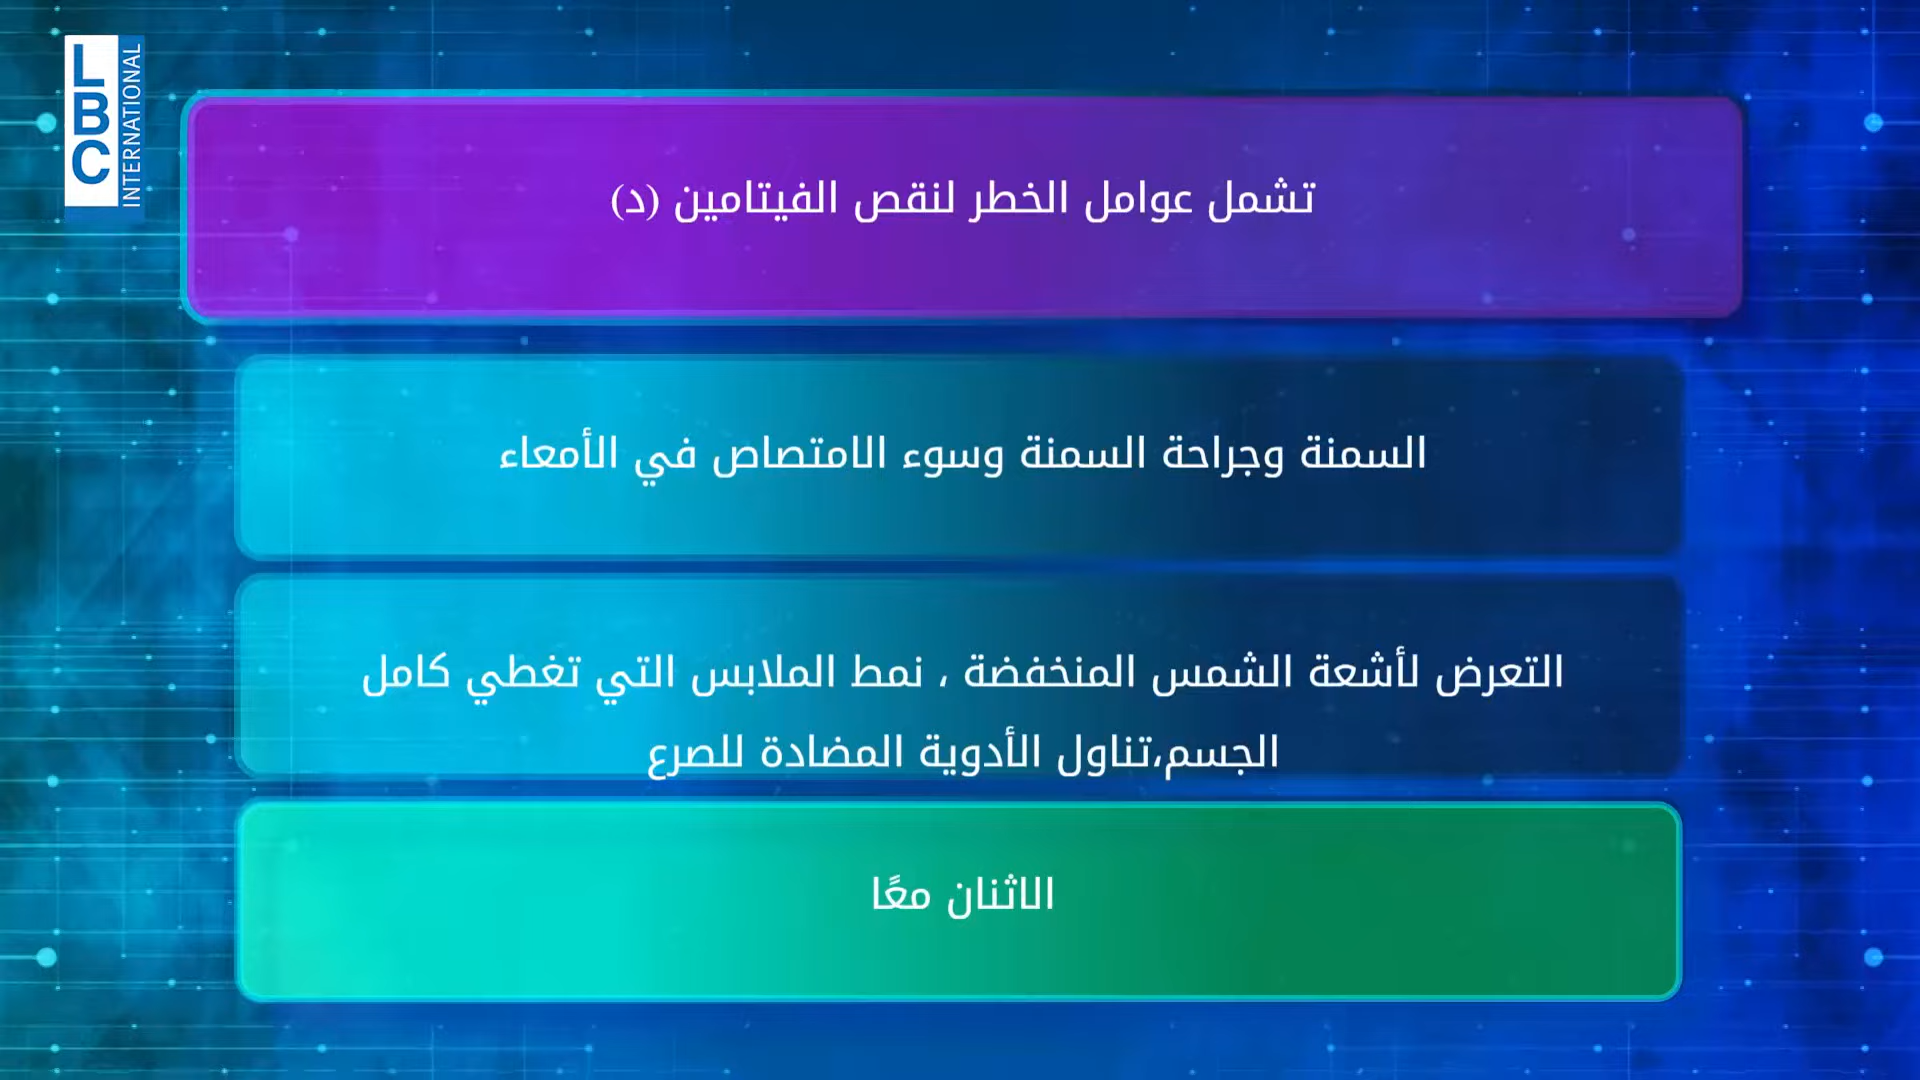 LBC
INTERNATIONAL
تشمل عوامل الخطر لنقص الفيتامين (د)
السمنة وجراحة السمنة وسوء الامتصاص في الأمعاء
التعرض لأشعة الشمس المنخفضة ، نمط الملابس التي تغطي كامل
الجسم،تناول الأدوية المضادة للصرع
الاثنان معًا